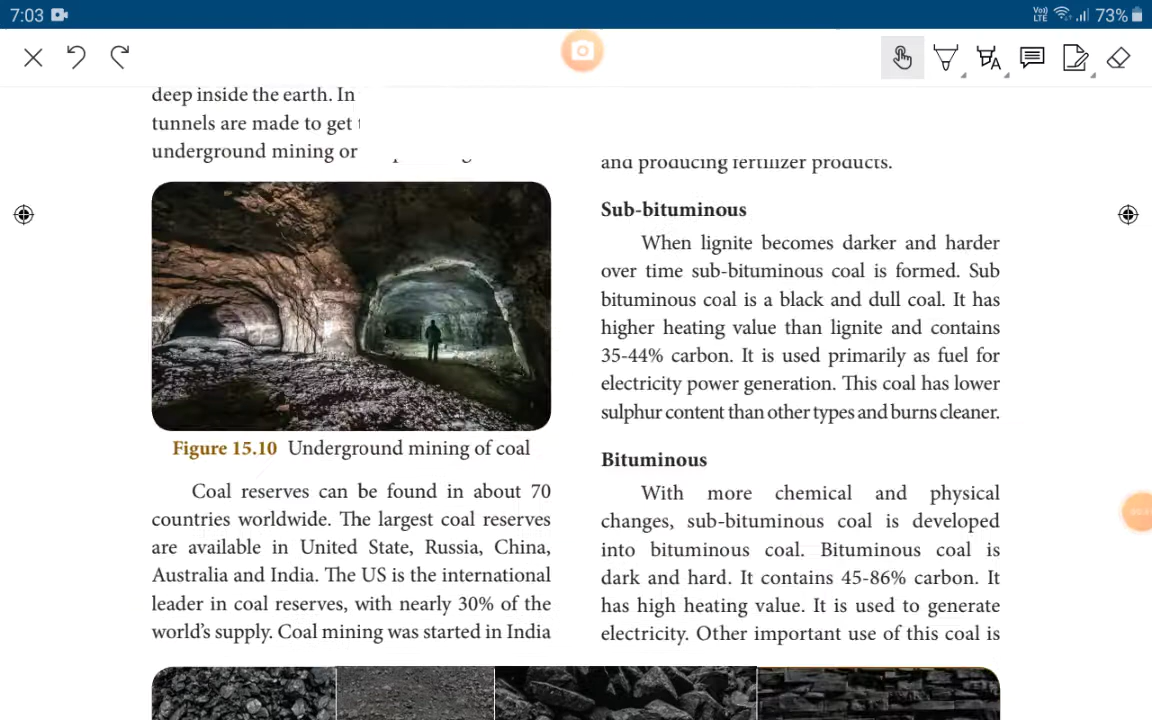 7:03
Vo)) LTE
73%
deep inside the earth. In
tunnels are made to get
underground mining or
Figure 15.10 Underground mining of coal
Coal reserves can be found in about 70
countries worldwide. The largest coal reserves
are available in United State, Russia, China,
Australia and India. The US is the international
leader in coal reserves, with nearly 30% of the
world's supply. Coal mining was started in India
and producing fertilizer products.
Sub-bituminous
When lignite becomes darker and harder
over time sub-bituminous coal is formed. Sub
bituminous coal is a black and dull coal. It has
higher heating value than lignite and contains
35-44% carbon. It is used primarily as fuel for
electricity power generation. This coal has lower
sulphur content than other types and burns cleaner.
Bituminous
With more chemical and physical
changes, sub-bituminous coal is developed
into bituminous coal. Bituminous coal is
dark and hard. It contains 45-86% carbon. It
has high heating value. It is used to generate
electricity. Other important use of this coal is